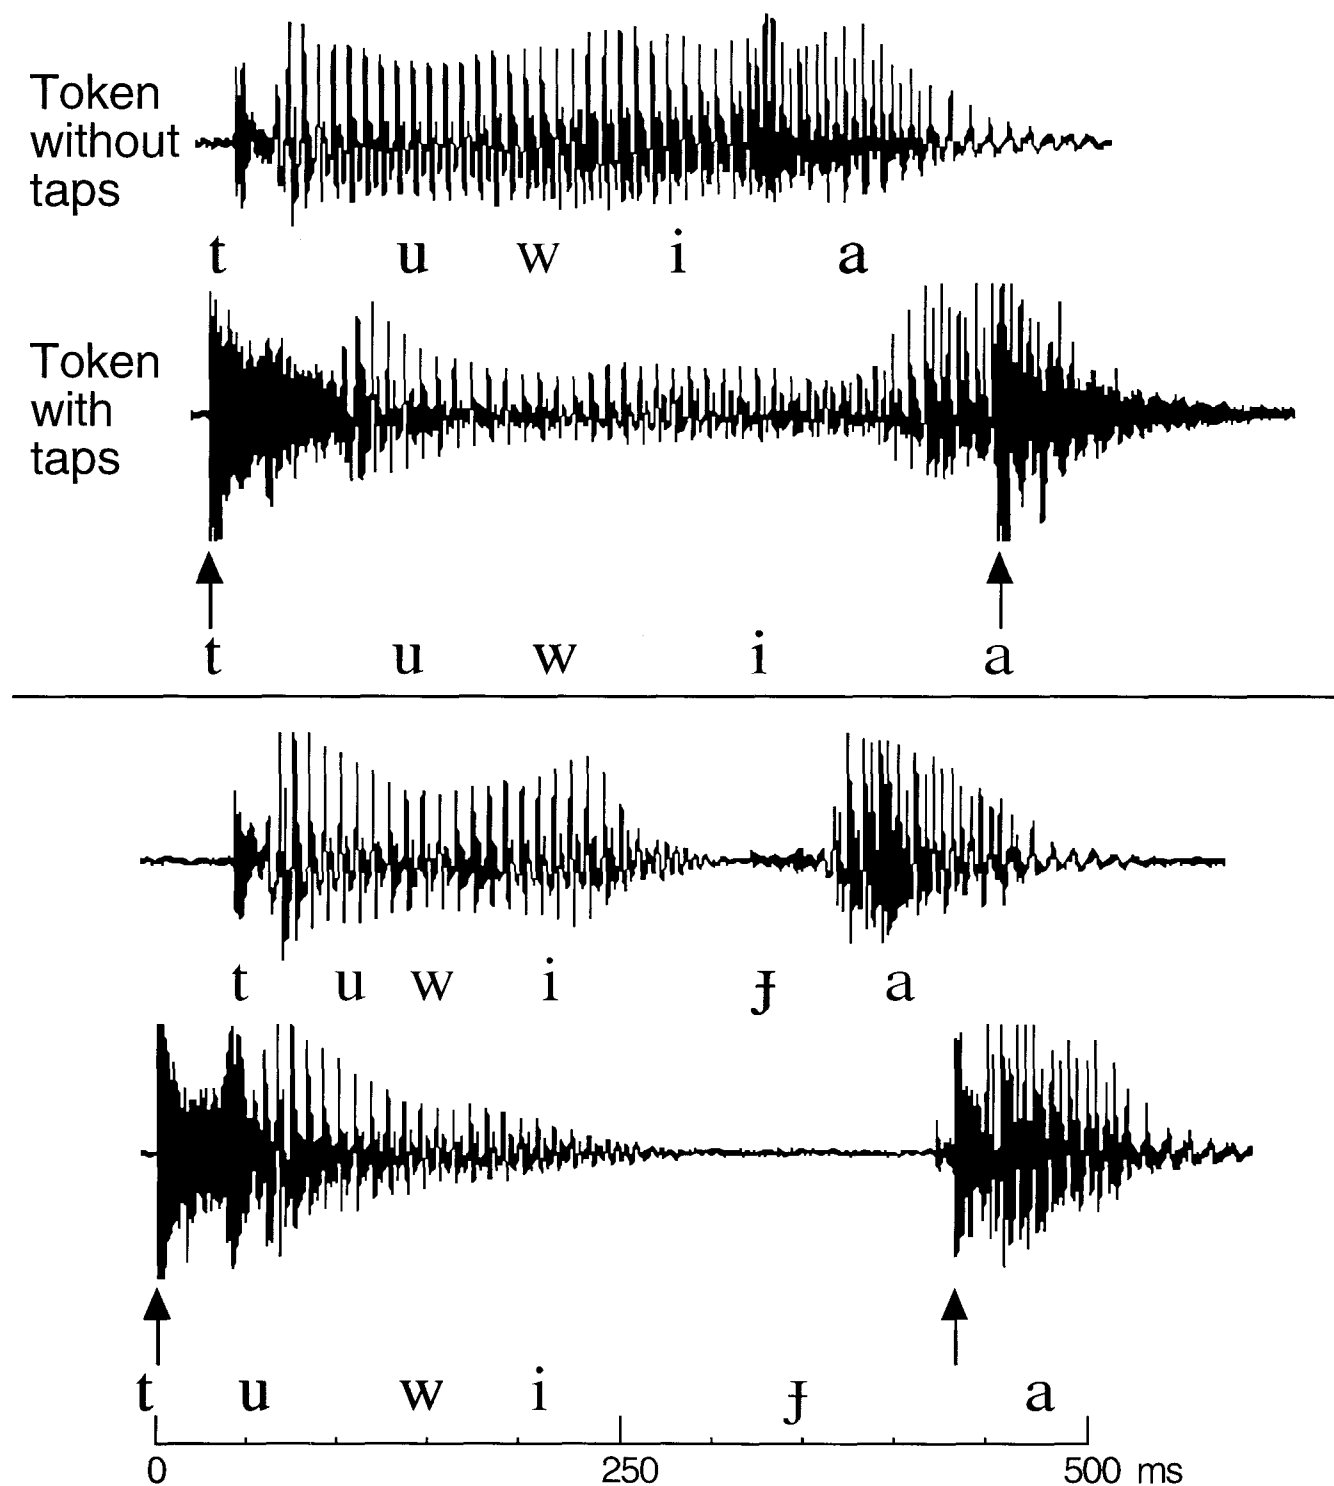 Token
without
taps
t u w i a
Token
with
taps
t u w i a
t u w i ɟ a
t u w i ɟ a
0 250 500 ms